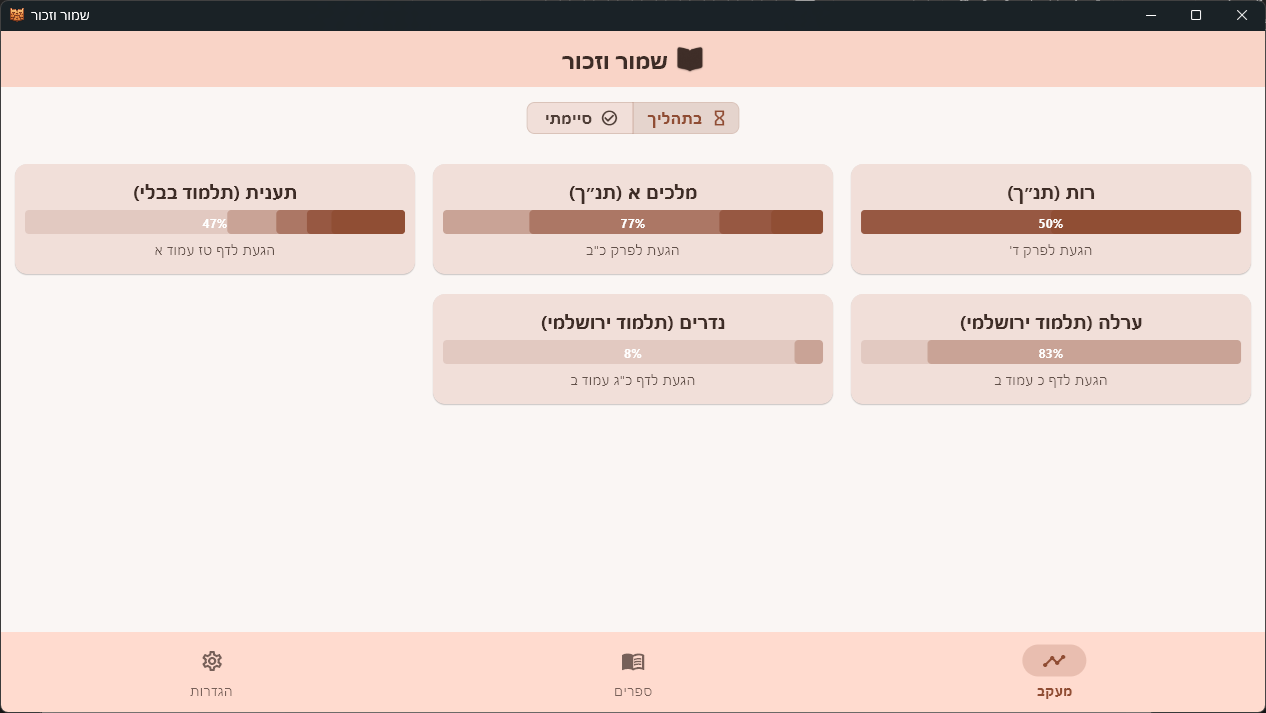 שמור וזכור
שמור וזכור
בתהליך
סיימתי
רות (תנ״ך)
50%
הגעת לפרק ד'
מלכים א (תנ״ך)
77%
הגעת לפרק כ"ב
תענית (תלמוד בבלי)
47%
הגעת לדף טז עמוד א
ערלה (תלמוד ירושלמי)
83%
הגעת לדף כ עמוד ב
נדרים (תלמוד ירושלמי)
8%
הגעת לדף כ"ג עמוד ב
מעקב
ספרים
הגדרות